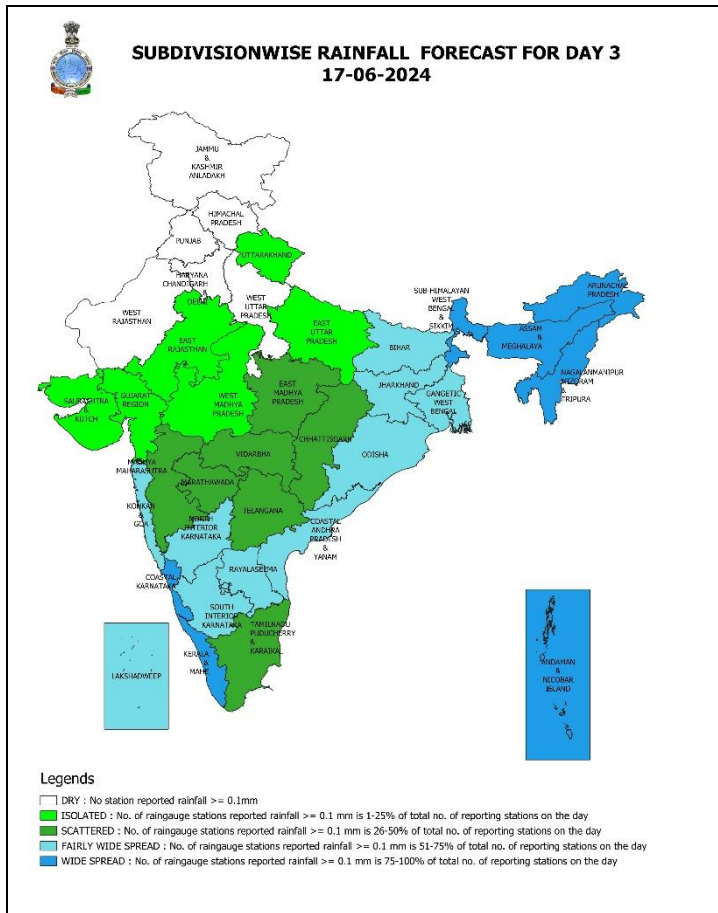 SUBDIVISIONWISE RAINFALL FORECAST FOR DAY 3
17-06-2024
JAMMU
&
KASHMIR
ANLADAKH
HIMACHAL
PRADESH
PUNJAB
UTTARAKHAND
HARYANA
CHANDIGARH
&
DELHI
WEST
RAJASTHAN
WEST
UTTAR
PRADESH
SUB-HIMALAYAN
WEST
BENGAL
&
SIKKIM
ARUNACHAL
PRADESH
EAST
RAJASTHAN
EAST
UTTAR
PRADESH
BIHAR
ASSAM
&
MEGHALAYA
NAGALANMANIPUR
MIZORAM
&
TRIPURA
SAURASHTRA
&
KUTCH
GUJARAT
REGION
WEST
MADHYA
PRADESH
EAST
MADHYA
PRADESH
JHARKHAND
GANGETIC
WEST
BENGAL
CHHATTISGARH
ODISHA
VIDARBHA
MADHYA
MAHARASHTRA
MARATHAWADA
TELANGANA
KONKAN
&
GOA
NORTH
INTERIOR
KARNATAKA
COASTAL
ANDHRA
PRADESH
&
YANAM
RAYALASEEMA
COASTAL
KARNATAKA
SOUTH
INTERIOR
KARNATAKA
TAMILNADU
PUDUCHERRY
&
KARAIKAL
KERALA
&
MAHE
LAKSHADWEEP
ANDAMAN
&
NICOBAR
ISLAND
Legends
DRY : No station reported rainfall >= 0.1mm
ISOLATED : No. of raingauge stations reported rainfall >= 0.1 mm is 1-25% of total no. of reporting stations on the day
SCATTERED : No. of raingauge stations reported rainfall >= 0.1 mm is 26-50% of total no. of reporting stations on the day
FAIRLY WIDE SPREAD : No. of raingauge stations reported rainfall >= 0.1 mm is 51-75% of total no. of reporting stations on the day
WIDE SPREAD : No. of raingauge stations reported rainfall >= 0.1 mm is 75-100% of total no. of reporting stations on the day